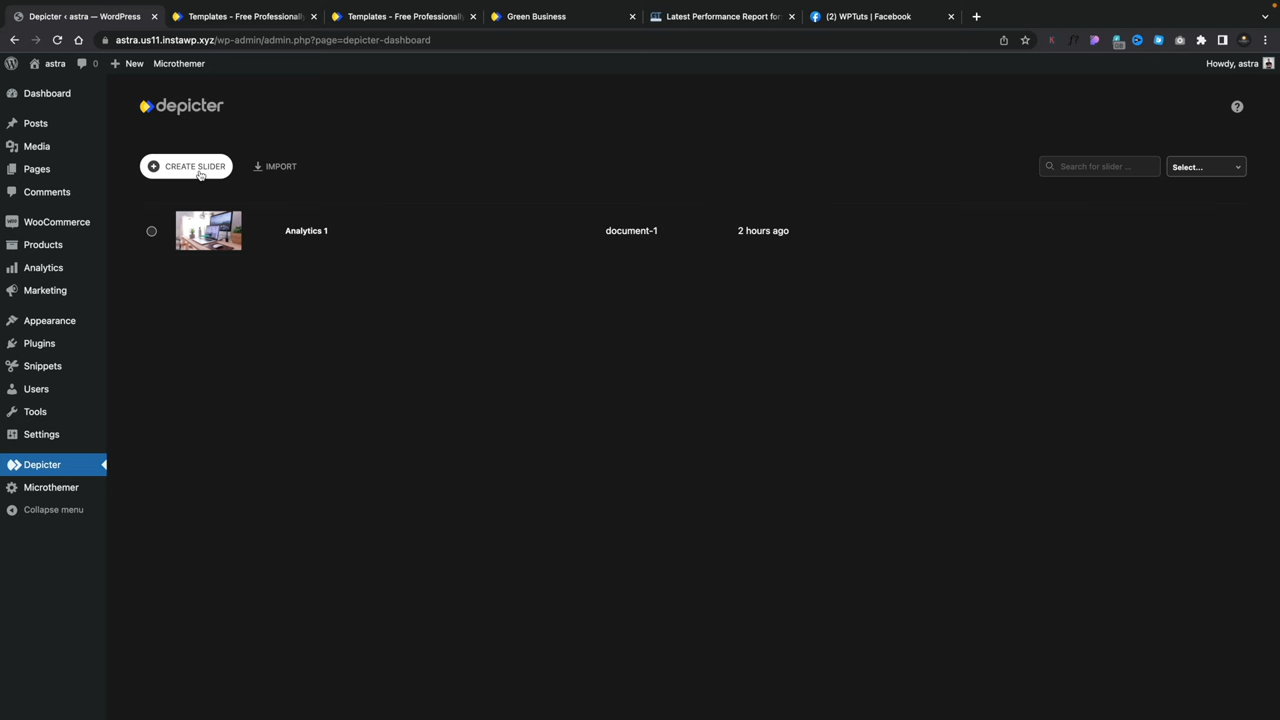 Depicter ‹ astra — WordPress
Templates - Free Professionally
Templates - Free Professionally
Green Business
Latest Performance Report for:
(2) WPTuts | Facebook
astra.us11.instawp.xyz/wp-admin/admin.php?page=depicter-dashboard
astra
0
New
Microthemer
Howdy, astra
Dashboard
Posts
Media
Pages
Comments
WooCommerce
Products
Analytics
Marketing
Appearance
Plugins
Snippets
Users
Tools
Settings
Depicter
Microthemer
Collapse menu
depicter
CREATE SLIDER
IMPORT
Search for slider ...
Select...
Analytics 1
document-1
2 hours ago